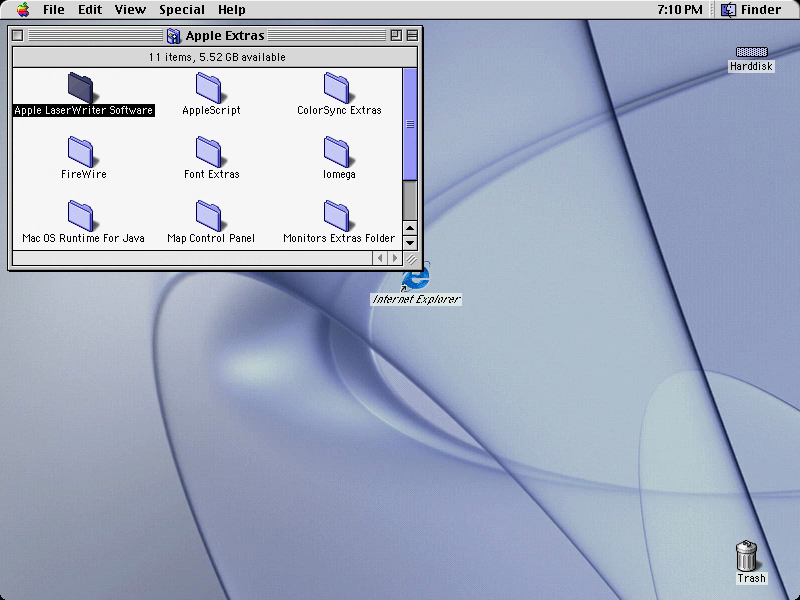 File Edit View Special Help 7:10 PM Finder
Apple Extras
11 items, 5.52 GB available
Apple LaserWriter Software AppleScript ColorSync Extras
FireWire Font Extras Iomega
Mac OS Runtime For Java Map Control Panel Monitors Extras Folder
Harddisk
Internet Explorer
Trash